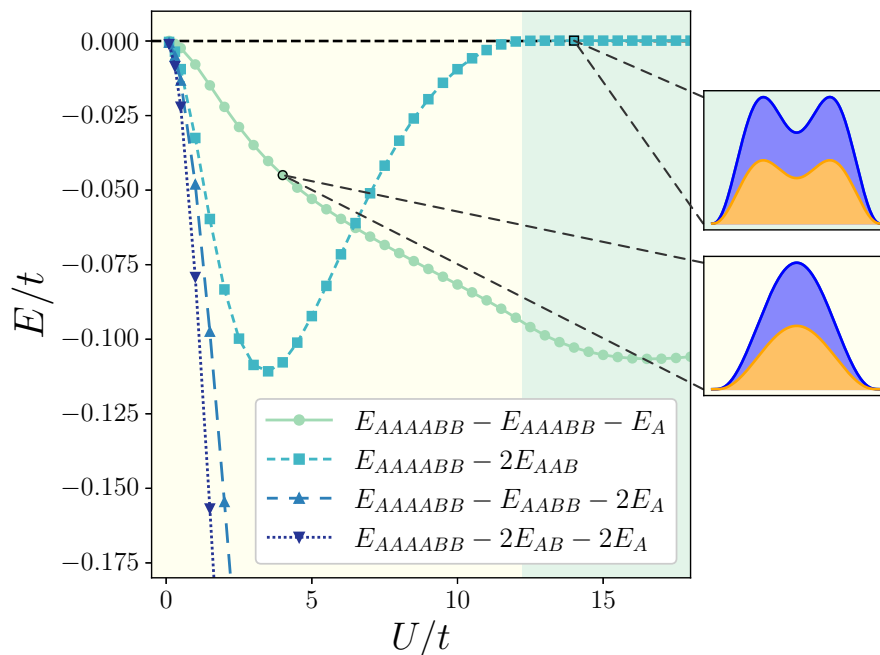 0.000
−0.025
−0.050
−0.075
−0.100
−0.125
−0.150
−0.175
E/t
E_{AAAABB} − E_{AAABB} − E_A
E_{AAAABB} − 2E_{AAB}
E_{AAAABB} − E_{AABB} − 2E_A
E_{AAAABB} − 2E_{AB} − 2E_A
0 5 10 15
U/t